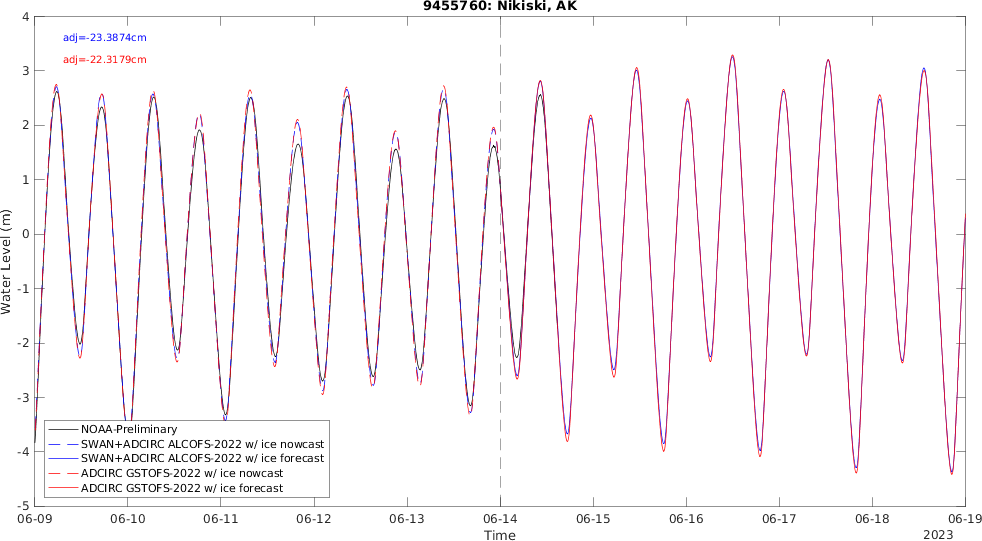 9455760: Nikiski, AK
adj=-23.3874cm
adj=-22.3179cm
Water Level (m)
4
3
2
1
0
-1
-2
-3
-4
-5
NOAA-Preliminary
SWAN+ADCIRC ALCOFS-2022 w/ ice nowcast
SWAN+ADCIRC ALCOFS-2022 w/ ice forecast
ADCIRC GSTOFS-2022 w/ ice nowcast
ADCIRC GSTOFS-2022 w/ ice forecast
06-09 06-10 06-11 06-12 06-13 06-14 06-15 06-16 06-17 06-18 06-19
Time
2023